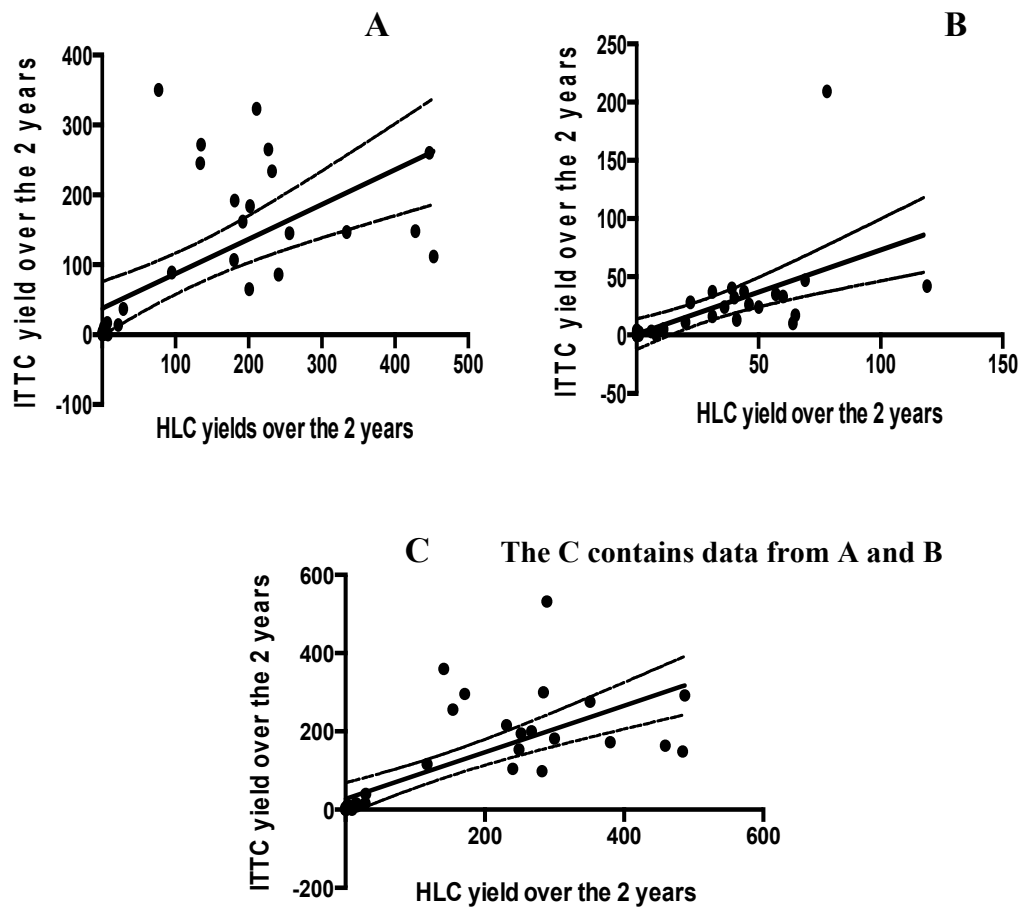 A
ITTC yield over the 2 years
400
300
200
100
0
-100
100 200 300 400 500
HLC yields over the 2 years
B
ITTC yield over the 2 years
250
200
150
100
50
0
-50
50 100 150
HLC yield over the 2 years
C The C contains data from A and B
ITTC yield over the 2 years
600
400
200
0
-200
200 400 600
HLC yield over the 2 years